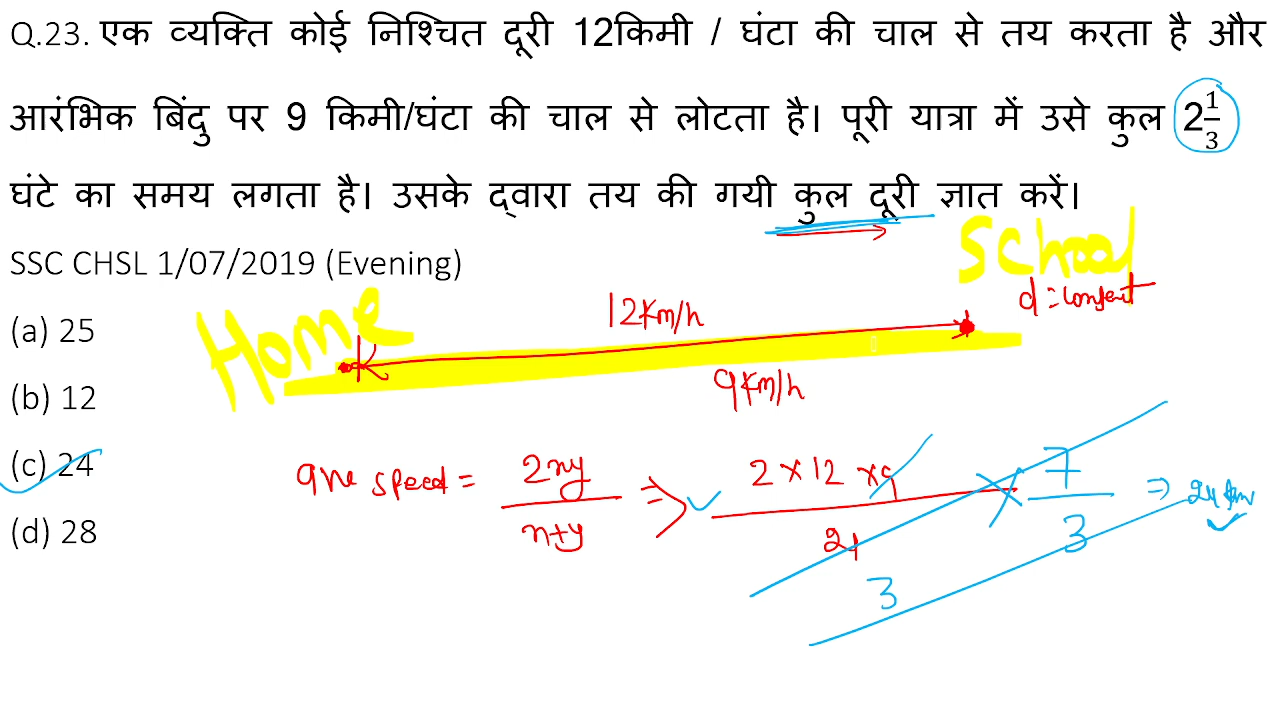 Q.23. एक व्यक्ति कोई निश्चित दूरी 12किमी / घंटा की चाल से तय करता है और
आरंभिक बिंदु पर 9 किमी/घंटा की चाल से लोटता है। पूरी यात्रा में उसे कुल 2 1/3
घंटे का समय लगता है। उसके द्वारा तय की गयी कुल दूरी ज्ञात करें।
SSC CHSL 1/07/2019 (Evening)
School
d =
(a) 25
Home
12Km/h
(b) 12
9Km/h
(c) 24
speed = 2xy/x+y ⇒ 2 × 12 × 9/21 × 7/3 ⇒ 24 km
3
(d) 28